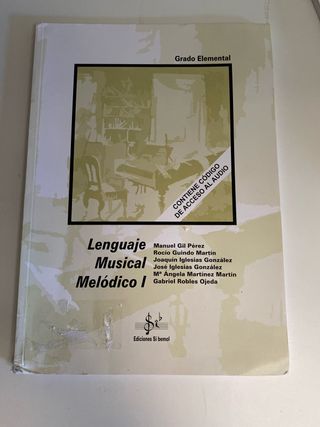 Grado Elemental
CONTIENE CÓDIGO
DE ACCESO AL AUDIO
Lenguaje
Musical
Melódico I
Manuel Gil Pérez
Rocío Guindo Martín
Joaquín Iglesias González
José Iglesias González
Mª Ángela Martínez Martín
Gabriel Robles Ojeda
Si♭
Ediciones Si bemol